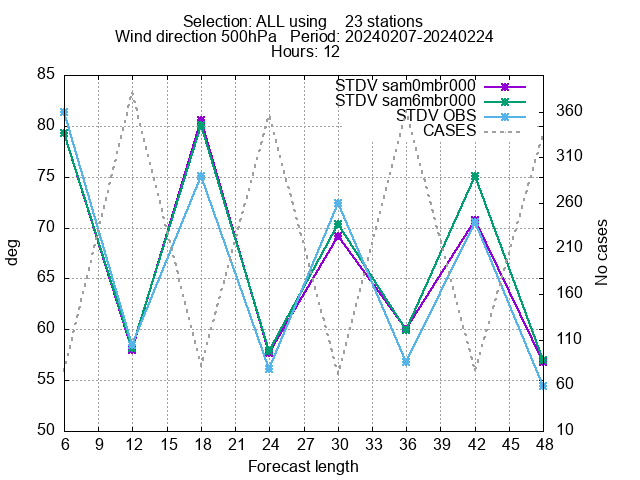 Selection: ALL using    23 stations
Wind direction 500hPa   Period: 20240207-20240224
Hours: 12
STDV sam0mbr000
STDV sam6mbr000
STDV OBS
CASES
85
80
75
70
65
60
55
50
deg
360
310
260
210
160
110
60
10
No cases
6 9 12 15 18 21 24 27 30 33 36 39 42 45 48
Forecast length